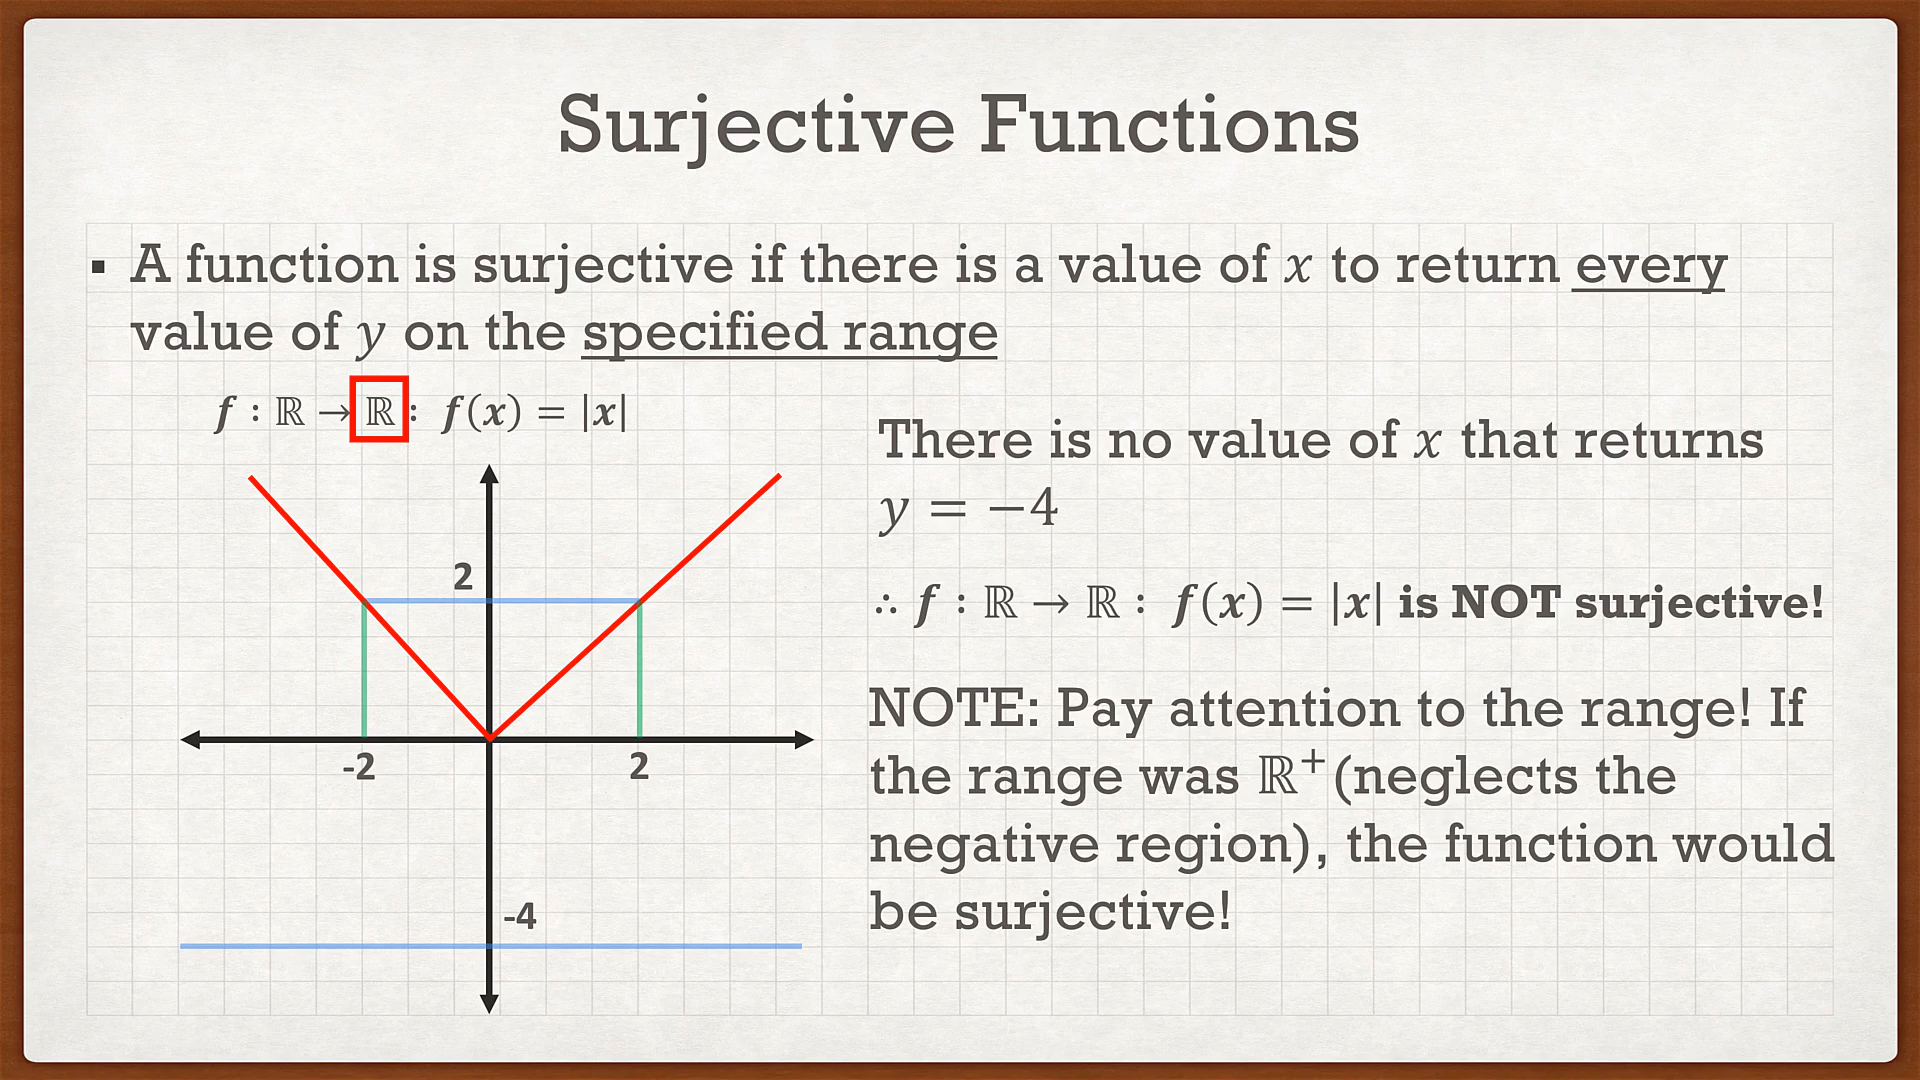 Surjective Functions
▪ A function is surjective if there is a value of 𝑥 to return every
value of 𝑦 on the specified range
𝒇 : ℝ → ℝ : 𝒇(𝒙) = |𝒙|
There is no value of 𝑥 that returns
𝑦 = −4
2
∴ 𝒇 : ℝ → ℝ : 𝒇(𝒙) = |𝒙| is NOT surjective!
-2
2
NOTE: Pay attention to the range! If
the range was ℝ⁺(neglects the
negative region), the function would
be surjective!
-4